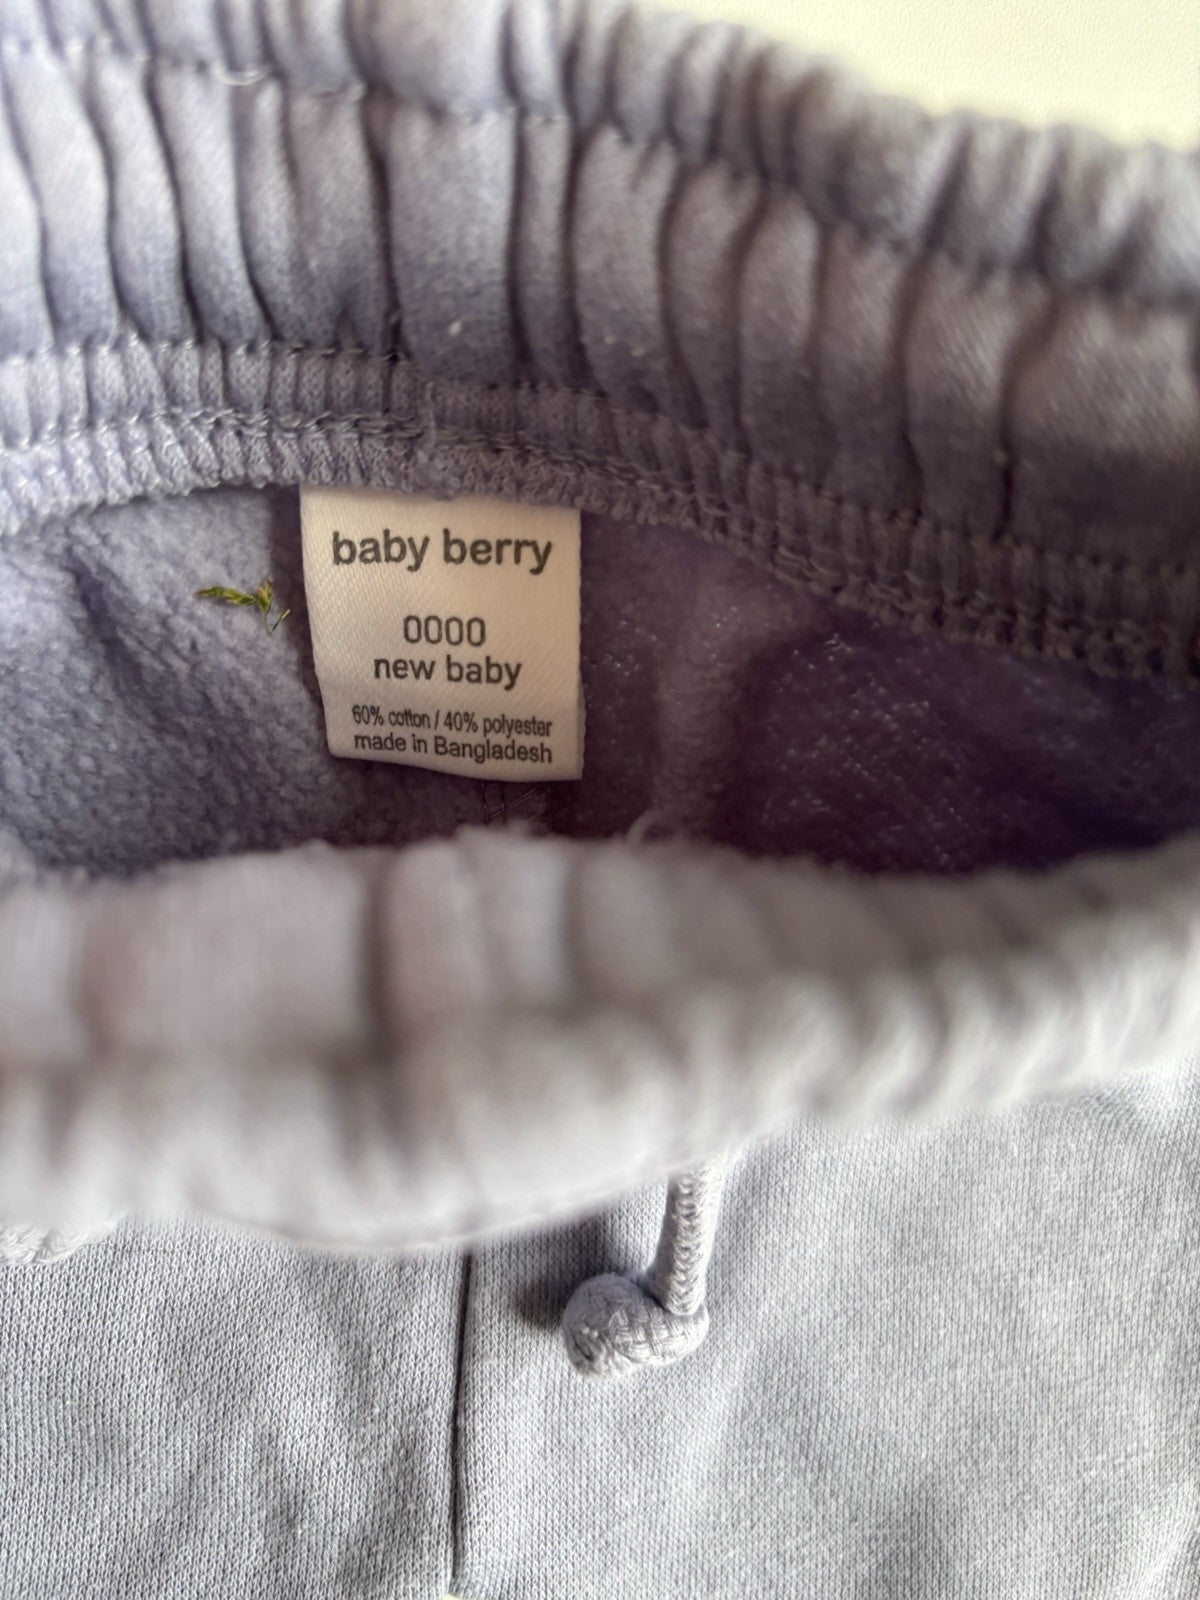 baby berry
0000
new baby
60% cotton / 40% polyester
made in Bangladesh